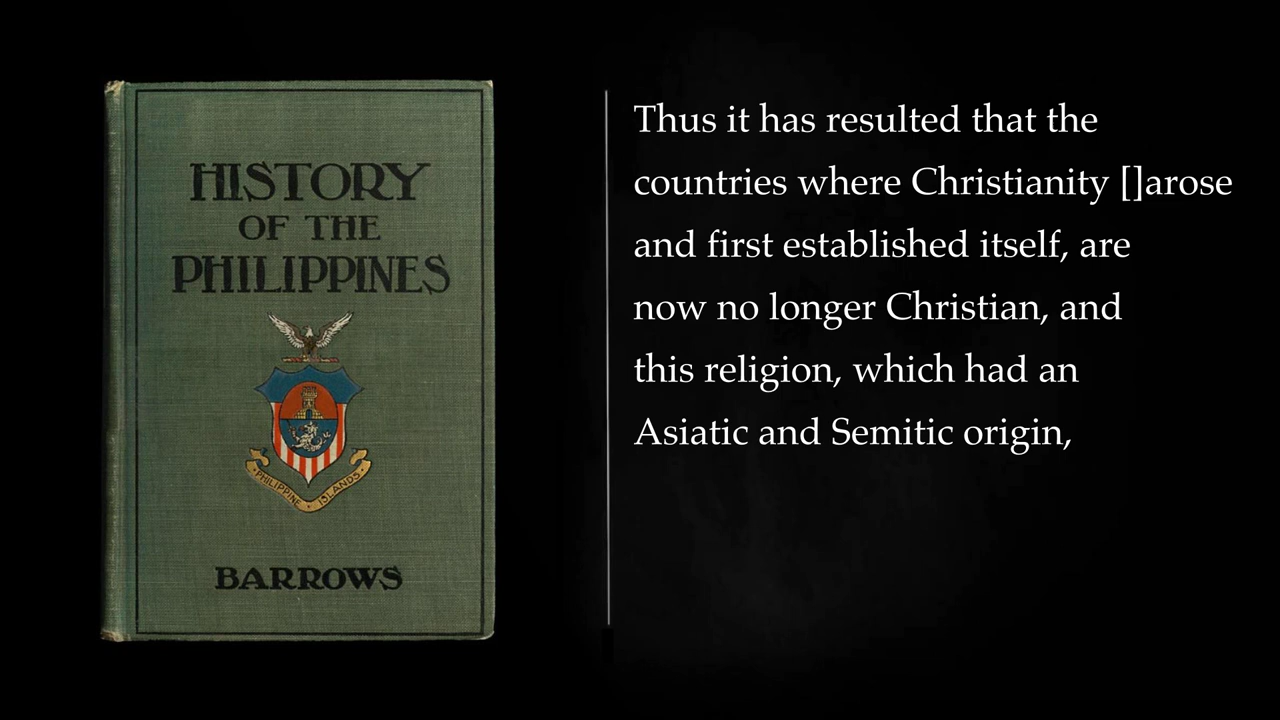 HISTORY
OF THE
PHILIPPINES
PHILIPPINE ISLANDS
BARROWS
Thus it has resulted that the
countries where Christianity []arose
and first established itself, are
now no longer Christian, and
this religion, which had an
Asiatic and Semitic origin,